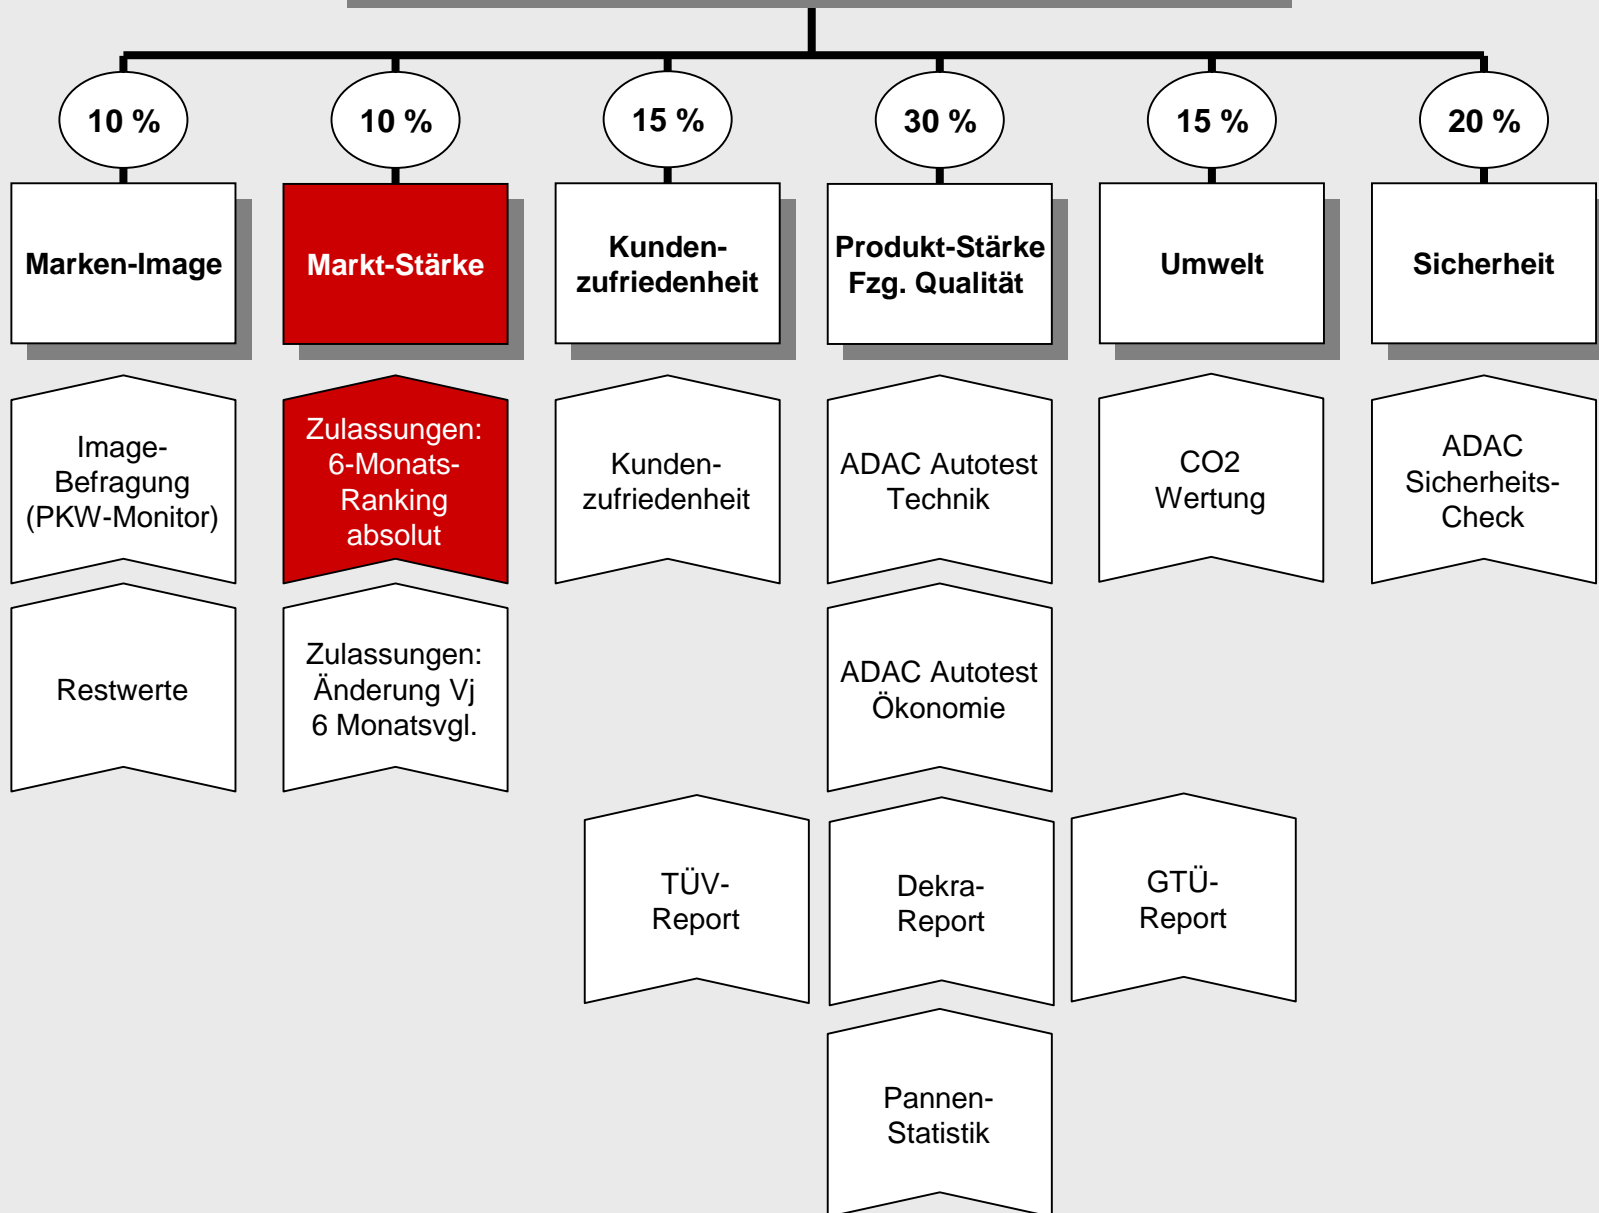 10 %
10 %
15 %
30 %
15 %
20 %
Marken-Image
Markt-Stärke
Kunden-
zufriedenheit
Produkt-Stärke
Fzg. Qualität
Umwelt
Sicherheit
Image-
Befragung
(PKW-Monitor)
Zulassungen:
6-Monats-
Ranking
absolut
Kunden-
zufriedenheit
ADAC Autotest
Technik
CO2
Wertung
ADAC
Sicherheits-
Check
Restwerte
Zulassungen:
Änderung Vj
6 Monatsvgl.
ADAC Autotest
Ökonomie
TÜV-
Report
Dekra-
Report
GTÜ-
Report
Pannen-
Statistik